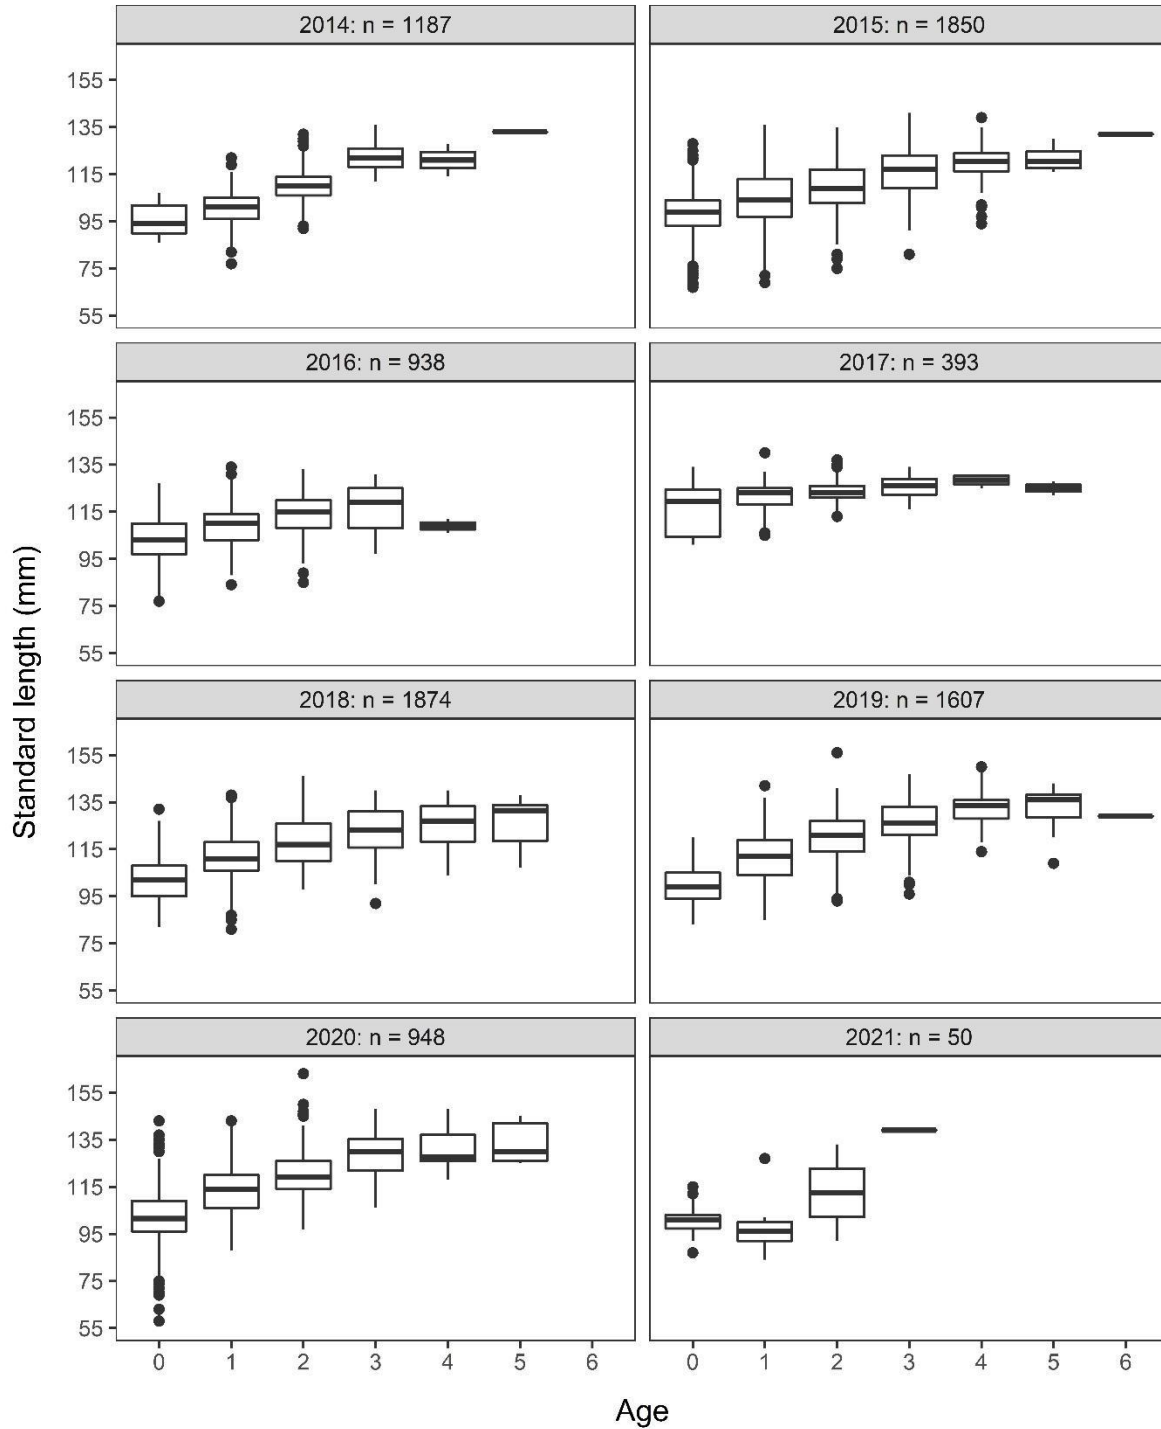 2014: n = 1187
2015: n = 1850
155
135
115
95
75
55
2016: n = 938
2017: n = 393
155
135
115
95
75
55
2018: n = 1874
2019: n = 1607
155
135
115
95
75
55
2020: n = 948
2021: n = 50
155
135
115
95
75
55
0 1 2 3 4 5 6
0 1 2 3 4 5 6
Standard length (mm)
Age